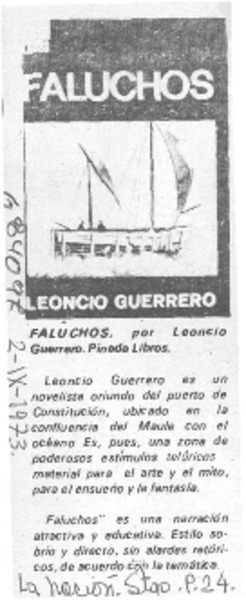 FALUCHOS
LEONCIO GUERRERO
FALUCHOS, por Leoncio
Guerrero. Pineda Libros.
Leoncio Guerrero es un
novelista oriundo del puerto de
Constitución, ubicado en la
confluencia del Maule con el
océano Es, pues, una zona de
poderosos estímulos telúricos
material para el arte y el mito,
para el ensueño y la fantasía.
Faluchos" es una narración
atractiva y educativa. Estilo so-
brio y directo, sin alardes retóri-
cos, de acuerdo con la temática.
La Nación. Stgo. P. 24.
2-IX-1973.